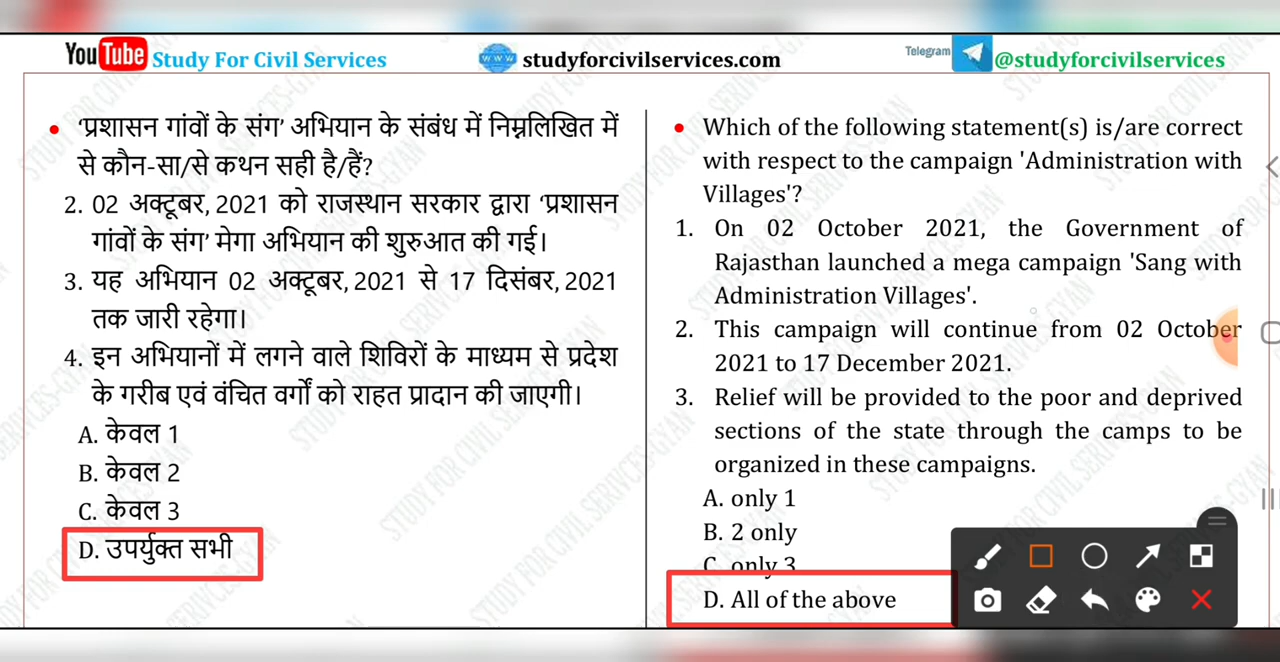 YouTube Study For Civil Services
www studyforcivilservices.com
Telegram @studyforcivilservices
• ‘प्रशासन गांवों के संग’ अभियान के संबंध में निम्नलिखित में
से कौन-सा/से कथन सही है/हैं?
2. 02 अक्टूबर, 2021 को राजस्थान सरकार द्वारा ‘प्रशासन
गांवों के संग’ मेगा अभियान की शुरुआत की गई।
3. यह अभियान 02 अक्टूबर, 2021 से 17 दिसंबर, 2021
तक जारी रहेगा।
4. इन अभियानों में लगने वाले शिविरों के माध्यम से प्रदेश
के गरीब एवं वंचित वर्गों को राहत प्रादान की जाएगी।
A. केवल 1
B. केवल 2
C. केवल 3
D. उपर्युक्त सभी
• Which of the following statement(s) is/are correct
with respect to the campaign 'Administration with
Villages'?
1. On 02 October 2021, the Government of
Rajasthan launched a mega campaign 'Sang with
Administration Villages'.
2. This campaign will continue from 02 October
2021 to 17 December 2021.
3. Relief will be provided to the poor and deprived
sections of the state through the camps to be
organized in these campaigns.
A. only 1
B. 2 only
C. only 3
D. All of the above